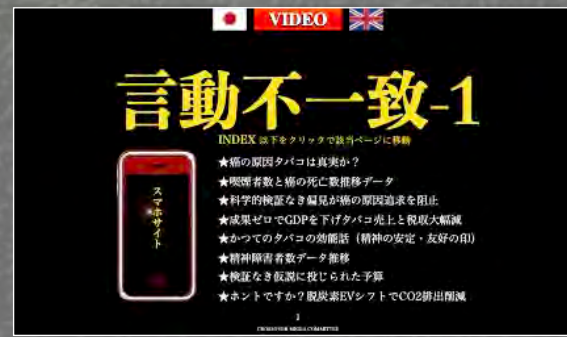 VIDEO
言動不一致-1
INDEX 以下をクリックで該当ページに移動
スマホサイト
★癌の原因タバコは真実か？
★喫煙者数と癌の死亡数推移データ
★科学的検証なき偏見が癌の原因追求を阻止
★成果ゼロでGDPを下げタバコ売上と税収大幅減
★かつてのタバコの効能話（精神の安定・友好の印）
★精神障害者数データ推移
★検証なき仮説に投じられた予算
★ホントですか？脱炭素EVシフトでCO2排出削減
1
CROSSOVER MEDIA COMMITTEE